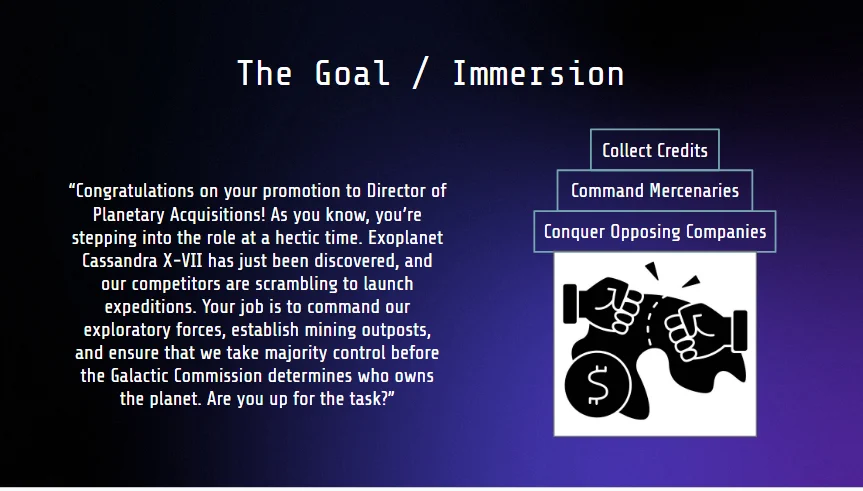 The Goal / Immersion
“Congratulations on your promotion to Director of
Planetary Acquisitions! As you know, you’re
stepping into the role at a hectic time. Exoplanet
Cassandra X-VII has just been discovered, and
our competitors are scrambling to launch
expeditions. Your job is to command our
exploratory forces, establish mining outposts,
and ensure that we take majority control before
the Galactic Commission determines who owns
the planet. Are you up for the task?”
Collect Credits
Command Mercenaries
Conquer Opposing Companies
$